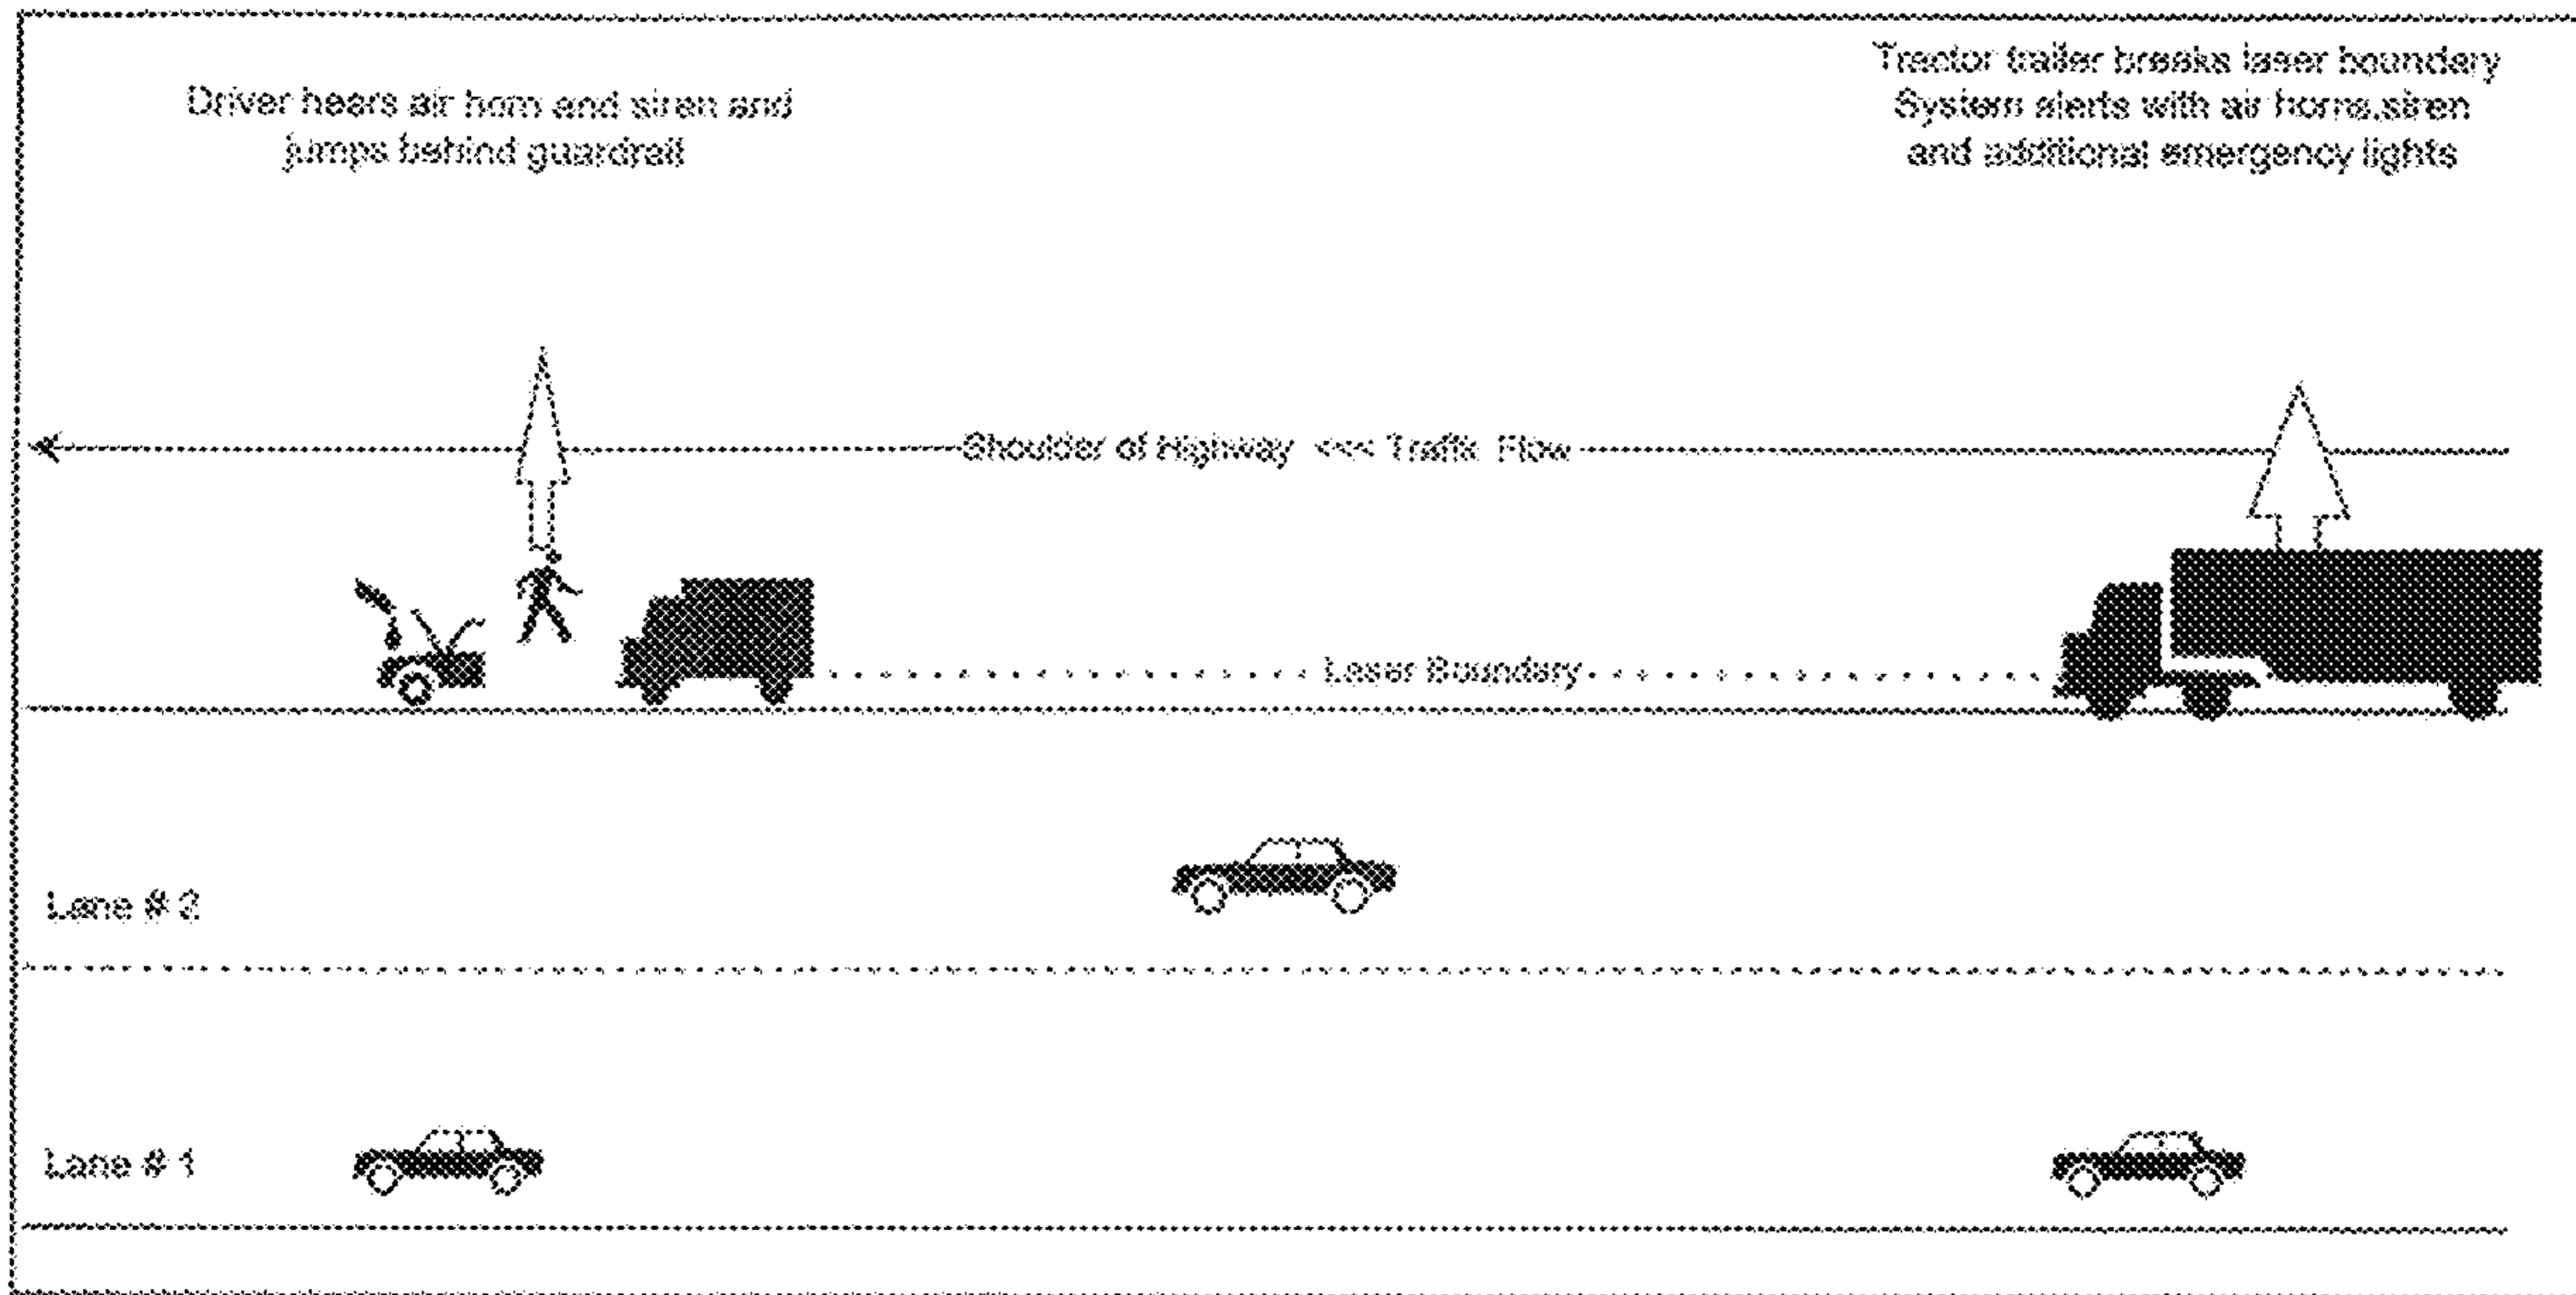 Driver hears air horn and siren and
jumps behind guardrail
Tractor trailer breaks laser boundary
System alerts with air horns,siren
and additional emergency lights
Shoulder of Highway <<< Traffic Flow
Laser Boundary
Lane # 2
Lane # 1